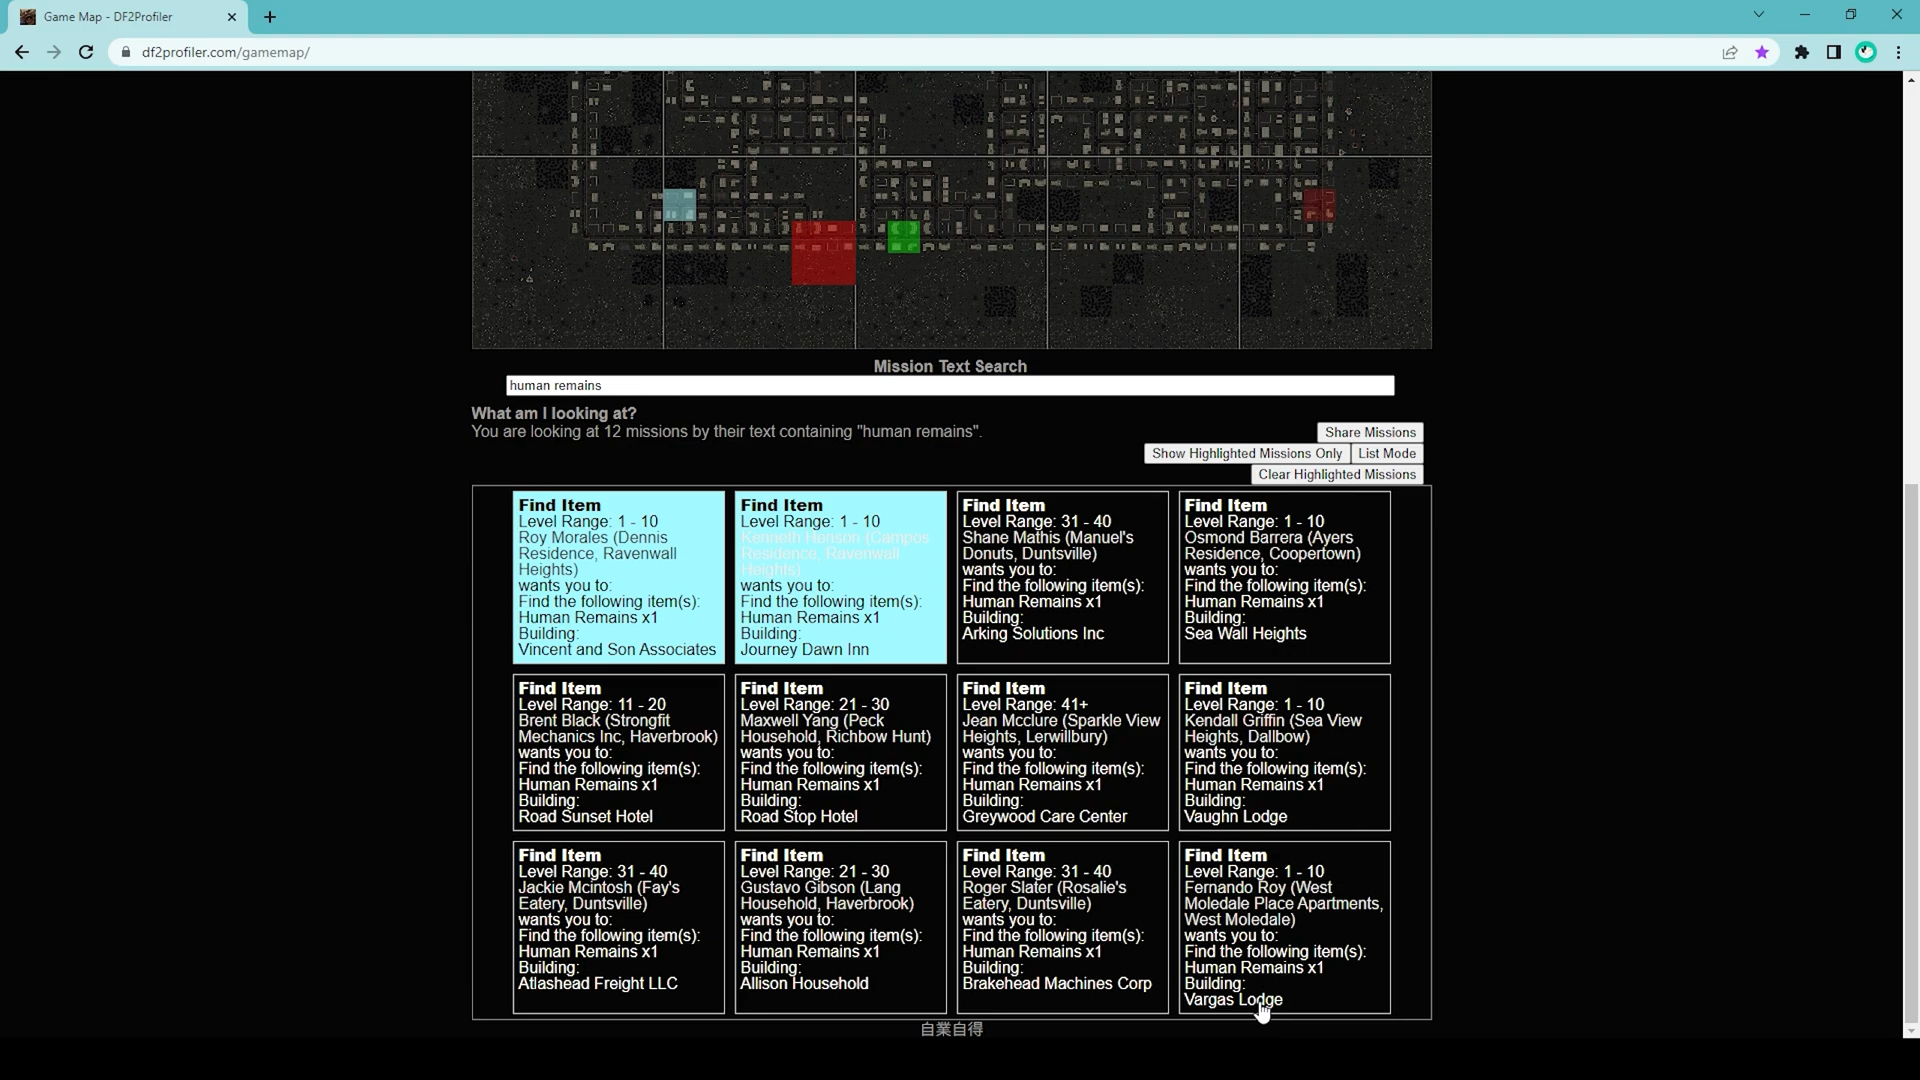 Game Map - DF2Profiler
df2profiler.com/gamemap/
Mission Text Search
human remains
What am I looking at?
You are looking at 12 missions by their text containing "human remains".
Share Missions
Show Highlighted Missions Only
List Mode
Clear Highlighted Missions
Find Item
Level Range: 1 - 10
Roy Morales (Dennis
Residence, Ravenwall
Heights)
wants you to:
Find the following item(s):
Human Remains x1
Building:
Vincent and Son Associates
Find Item
Level Range: 1 - 10
Kenneth Henson (Campos
Residence, Ravenwall
Heights)
wants you to:
Find the following item(s):
Human Remains x1
Building:
Journey Dawn Inn
Find Item
Level Range: 31 - 40
Shane Mathis (Manuel's
Donuts, Duntsville)
wants you to:
Find the following item(s):
Human Remains x1
Building:
Arking Solutions Inc
Find Item
Level Range: 1 - 10
Osmond Barrera (Ayers
Residence, Coopertown)
wants you to:
Find the following item(s):
Human Remains x1
Building:
Sea Wall Heights
Find Item
Level Range: 11 - 20
Brent Black (Strongfit
Mechanics Inc, Haverbrook)
wants you to:
Find the following item(s):
Human Remains x1
Building:
Road Sunset Hotel
Find Item
Level Range: 21 - 30
Maxwell Yang (Peck
Household, Richbow Hunt)
wants you to:
Find the following item(s):
Human Remains x1
Building:
Road Stop Hotel
Find Item
Level Range: 41+
Jean Mcclure (Sparkle View
Heights, Lerwillbury)
wants you to:
Find the following item(s):
Human Remains x1
Building:
Greywood Care Center
Find Item
Level Range: 1 - 10
Kendall Griffin (Sea View
Heights, Dallbow)
wants you to:
Find the following item(s):
Human Remains x1
Building:
Vaughn Lodge
Find Item
Level Range: 31 - 40
Jackie Mcintosh (Fay's
Eatery, Duntsville)
wants you to:
Find the following item(s):
Human Remains x1
Building:
Atlashead Freight LLC
Find Item
Level Range: 21 - 30
Gustavo Gibson (Lang
Household, Haverbrook)
wants you to:
Find the following item(s):
Human Remains x1
Building:
Allison Household
Find Item
Level Range: 31 - 40
Roger Slater (Rosalie's
Eatery, Duntsville)
wants you to:
Find the following item(s):
Human Remains x1
Building:
Brakehead Machines Corp
Find Item
Level Range: 1 - 10
Fernando Roy (West
Moledale Place Apartments,
West Moledale)
wants you to:
Find the following item(s):
Human Remains x1
Building:
Vargas Lodge
自業自得